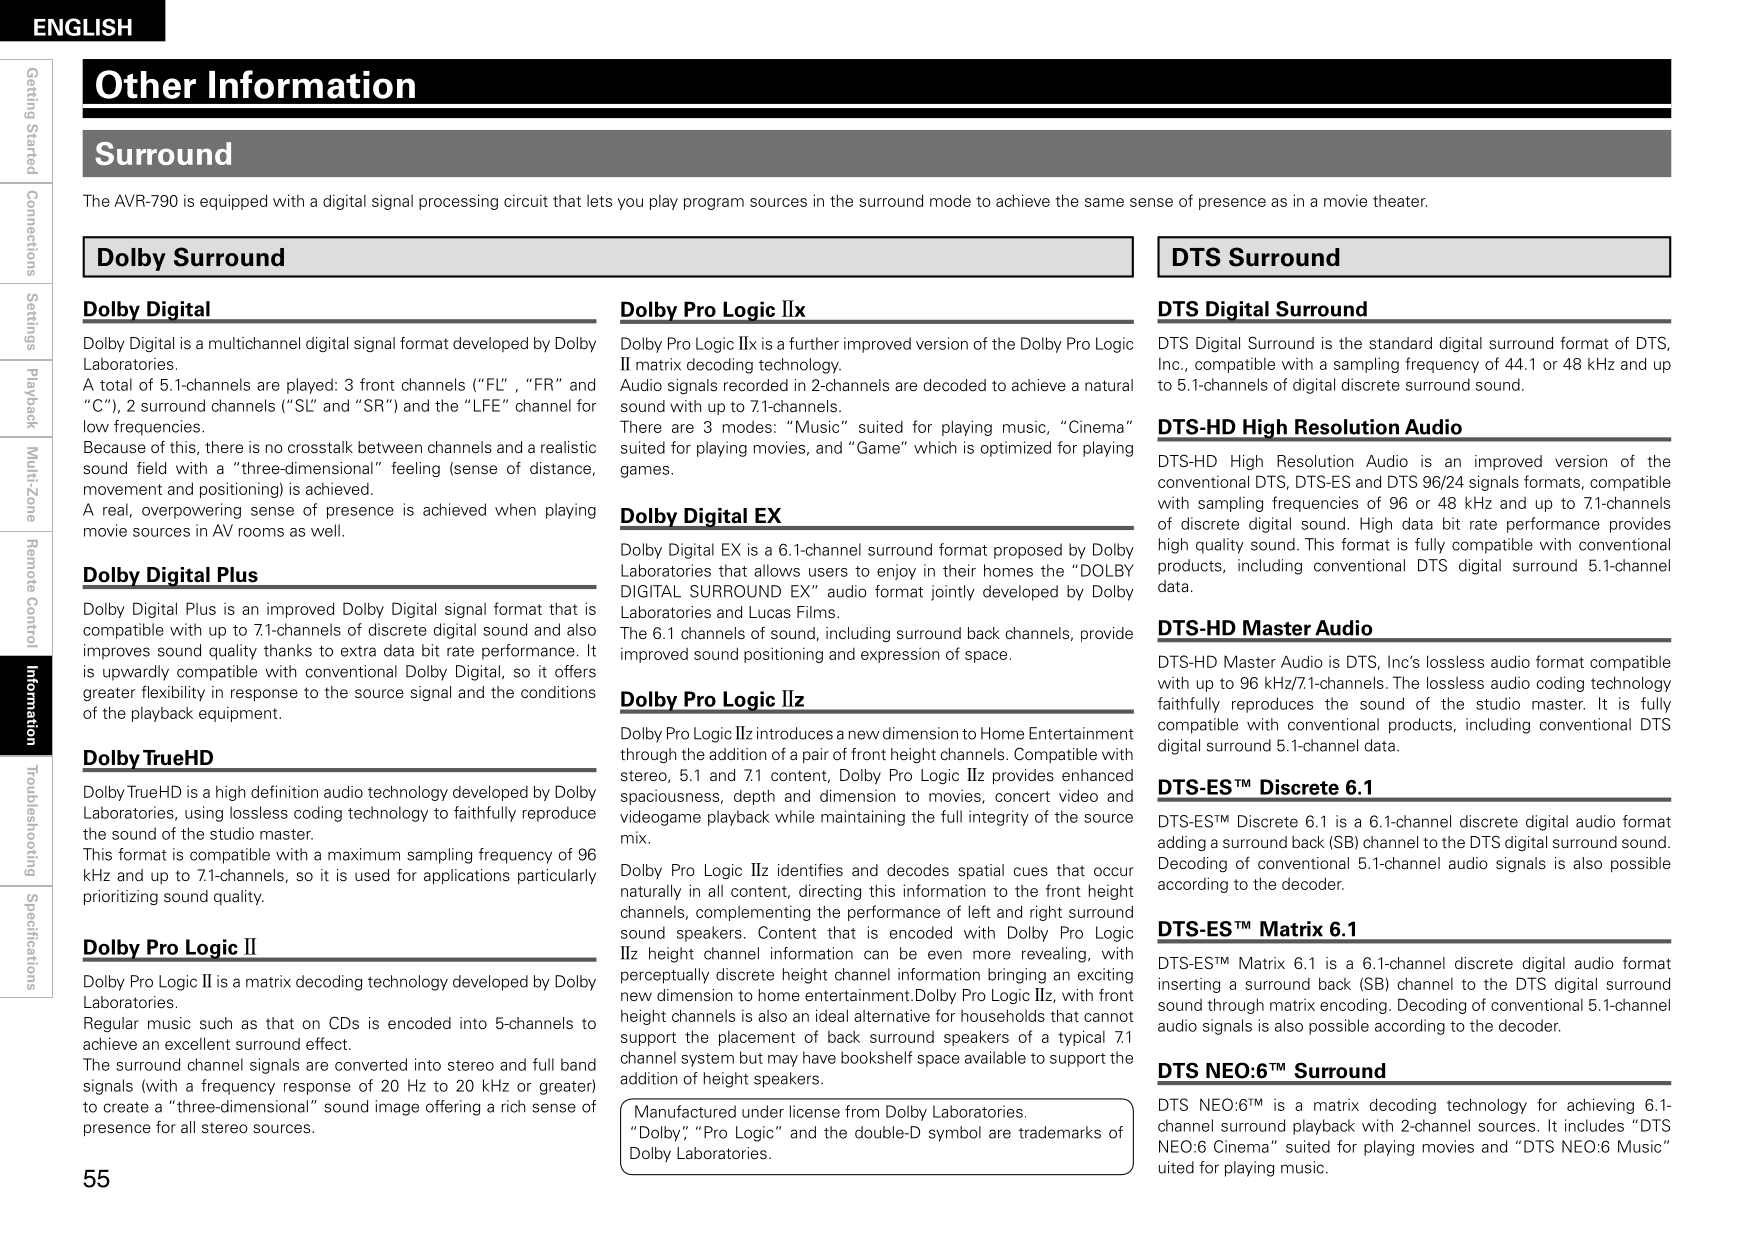 ENGLISH
Getting Started
Connections
Settings
Playback
Multi-Zone
Remote Control
Information
Troubleshooting
Specifications
Other Information
Surround
The AVR-790 is equipped with a digital signal processing circuit that lets you play program sources in the surround mode to achieve the same sense of presence as in a movie theater.
Dolby Surround
Dolby Digital
Dolby Digital is a multichannel digital signal format developed by Dolby
Laboratories.
A total of 5.1-channels are played: 3 front channels (“FL” , “FR” and
“C”), 2 surround channels (“SL” and “SR”) and the “LFE” channel for
low frequencies.
Because of this, there is no crosstalk between channels and a realistic
sound field with a “three-dimensional” feeling (sense of distance,
movement and positioning) is achieved.
A real, overpowering sense of presence is achieved when playing
movie sources in AV rooms as well.
Dolby Digital Plus
Dolby Digital Plus is an improved Dolby Digital signal format that is
compatible with up to 7.1-channels of discrete digital sound and also
improves sound quality thanks to extra data bit rate performance. It
is upwardly compatible with conventional Dolby Digital, so it offers
greater flexibility in response to the source signal and the conditions
of the playback equipment.
Dolby TrueHD
Dolby TrueHD is a high definition audio technology developed by Dolby
Laboratories, using lossless coding technology to faithfully reproduce
the sound of the studio master.
This format is compatible with a maximum sampling frequency of 96
kHz and up to 7.1-channels, so it is used for applications particularly
prioritizing sound quality.
Dolby Pro Logic Ⅱ
Dolby Pro Logic Ⅱ is a matrix decoding technology developed by Dolby
Laboratories.
Regular music such as that on CDs is encoded into 5-channels to
achieve an excellent surround effect.
The surround channel signals are converted into stereo and full band
signals (with a frequency response of 20 Hz to 20 kHz or greater)
to create a “three-dimensional” sound image offering a rich sense of
presence for all stereo sources.
Dolby Pro Logic Ⅱx
Dolby Pro Logic Ⅱx is a further improved version of the Dolby Pro Logic
Ⅱ matrix decoding technology.
Audio signals recorded in 2-channels are decoded to achieve a natural
sound with up to 7.1-channels.
There are 3 modes: “Music” suited for playing music, “Cinema”
suited for playing movies, and “Game” which is optimized for playing
games.
Dolby Digital EX
Dolby Digital EX is a 6.1-channel surround format proposed by Dolby
Laboratories that allows users to enjoy in their homes the “DOLBY
DIGITAL SURROUND EX” audio format jointly developed by Dolby
Laboratories and Lucas Films.
The 6.1 channels of sound, including surround back channels, provide
improved sound positioning and expression of space.
Dolby Pro Logic Ⅱz
Dolby Pro Logic Ⅱz introduces a new dimension to Home Entertainment
through the addition of a pair of front height channels. Compatible with
stereo, 5.1 and 7.1 content, Dolby Pro Logic Ⅱz provides enhanced
spaciousness, depth and dimension to movies, concert video and
videogame playback while maintaining the full integrity of the source
mix.
Dolby Pro Logic Ⅱz identifies and decodes spatial cues that occur
naturally in all content, directing this information to the front height
channels, complementing the performance of left and right surround
sound speakers. Content that is encoded with Dolby Pro Logic
Ⅱz height channel information can be even more revealing, with
perceptually discrete height channel information bringing an exciting
new dimension to home entertainment.Dolby Pro Logic Ⅱz, with front
height channels is also an ideal alternative for households that cannot
support the placement of back surround speakers of a typical 7.1
channel system but may have bookshelf space available to support the
addition of height speakers.
Manufactured under license from Dolby Laboratories.
“Dolby”, “Pro Logic” and the double-D symbol are trademarks of
Dolby Laboratories.
DTS Surround
DTS Digital Surround
DTS Digital Surround is the standard digital surround format of DTS,
Inc., compatible with a sampling frequency of 44.1 or 48 kHz and up
to 5.1-channels of digital discrete surround sound.
DTS-HD High Resolution Audio
DTS-HD High Resolution Audio is an improved version of the
conventional DTS, DTS-ES and DTS 96/24 signals formats, compatible
with sampling frequencies of 96 or 48 kHz and up to 7.1-channels
of discrete digital sound. High data bit rate performance provides
high quality sound. This format is fully compatible with conventional
products, including conventional DTS digital surround 5.1-channel
data.
DTS-HD Master Audio
DTS-HD Master Audio is DTS, Inc’s lossless audio format compatible
with up to 96 kHz/7.1-channels. The lossless audio coding technology
faithfully reproduces the sound of the studio master. It is fully
compatible with conventional products, including conventional DTS
digital surround 5.1-channel data.
DTS-ES™ Discrete 6.1
DTS-ES™ Discrete 6.1 is a 6.1-channel discrete digital audio format
adding a surround back (SB) channel to the DTS digital surround sound.
Decoding of conventional 5.1-channel audio signals is also possible
according to the decoder.
DTS-ES™ Matrix 6.1
DTS-ES™ Matrix 6.1 is a 6.1-channel discrete digital audio format
inserting a surround back (SB) channel to the DTS digital surround
sound through matrix encoding. Decoding of conventional 5.1-channel
audio signals is also possible according to the decoder.
DTS NEO:6™ Surround
DTS NEO:6™ is a matrix decoding technology for achieving 6.1-
channel surround playback with 2-channel sources. It includes “DTS
NEO:6 Cinema” suited for playing movies and “DTS NEO:6 Music”
uited for playing music.
55